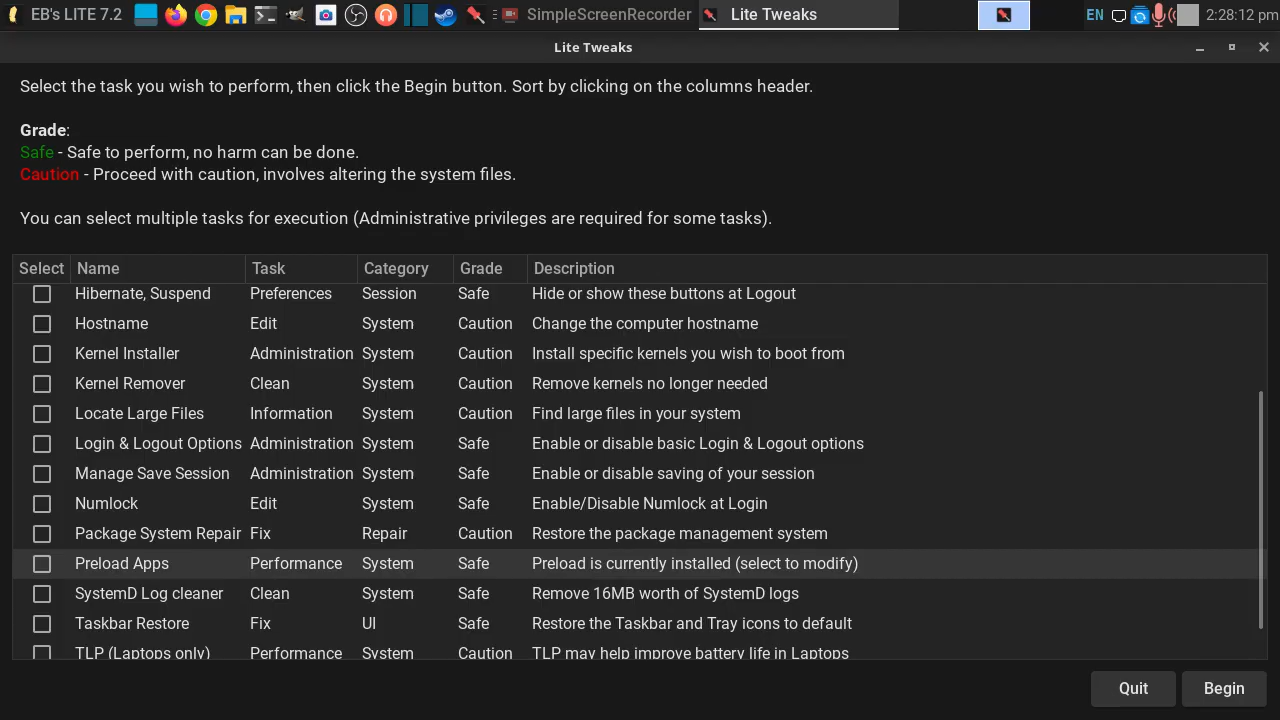 EB's LITE 7.2 SimpleScreenRecorder Lite Tweaks EN 2:28:12 pm
Lite Tweaks
Select the task you wish to perform, then click the Begin button. Sort by clicking on the columns header.
Grade:
Safe - Safe to perform, no harm can be done.
Caution - Proceed with caution, involves altering the system files.
You can select multiple tasks for execution (Administrative privileges are required for some tasks).
Select Name Task Category Grade Description
Hibernate, Suspend Preferences Session Safe Hide or show these buttons at Logout
Hostname Edit System Caution Change the computer hostname
Kernel Installer Administration System Caution Install specific kernels you wish to boot from
Kernel Remover Clean System Caution Remove kernels no longer needed
Locate Large Files Information System Caution Find large files in your system
Login & Logout Options Administration System Safe Enable or disable basic Login & Logout options
Manage Save Session Administration System Safe Enable or disable saving of your session
Numlock Edit System Safe Enable/Disable Numlock at Login
Package System Repair Fix Repair Caution Restore the package management system
Preload Apps Performance System Safe Preload is currently installed (select to modify)
SystemD Log cleaner Clean System Safe Remove 16MB worth of SystemD logs
Taskbar Restore Fix UI Safe Restore the Taskbar and Tray icons to default
TLP (Laptops only) Performance System Caution TLP may help improve battery life in Laptops
Quit Begin